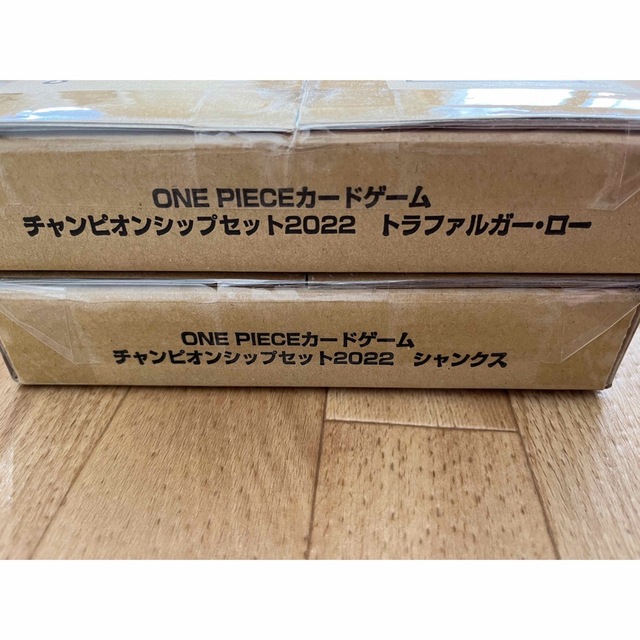 ONE PIECEカードゲーム
チャンピオンシップセット2022 トラファルガー・ロー
ONE PIECEカードゲーム
チャンピオンシップセット2022 シャンクス